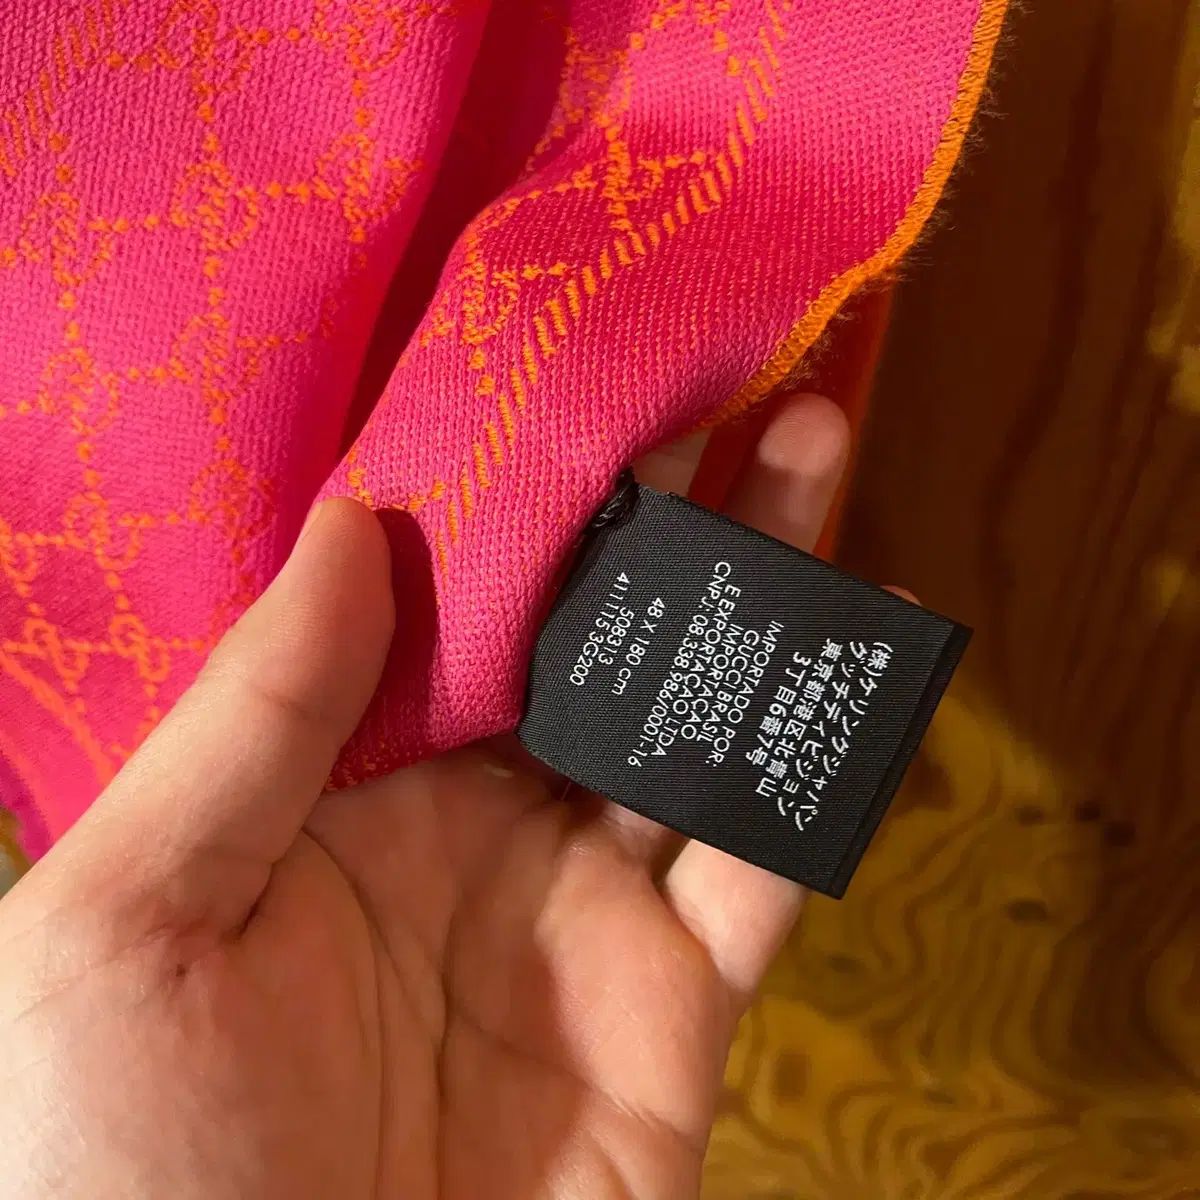 (株)ケリングジャパン
グッチディビジョン
東京都港区北青山
3丁目6番7号
IMPORTADO POR:
GUCCI BRASIL
IMPORTACAO
E EXPORTACAO LTDA
CNPJ: 08.338.986/0001-16
48 X 180 cm
508313
411115 3G200